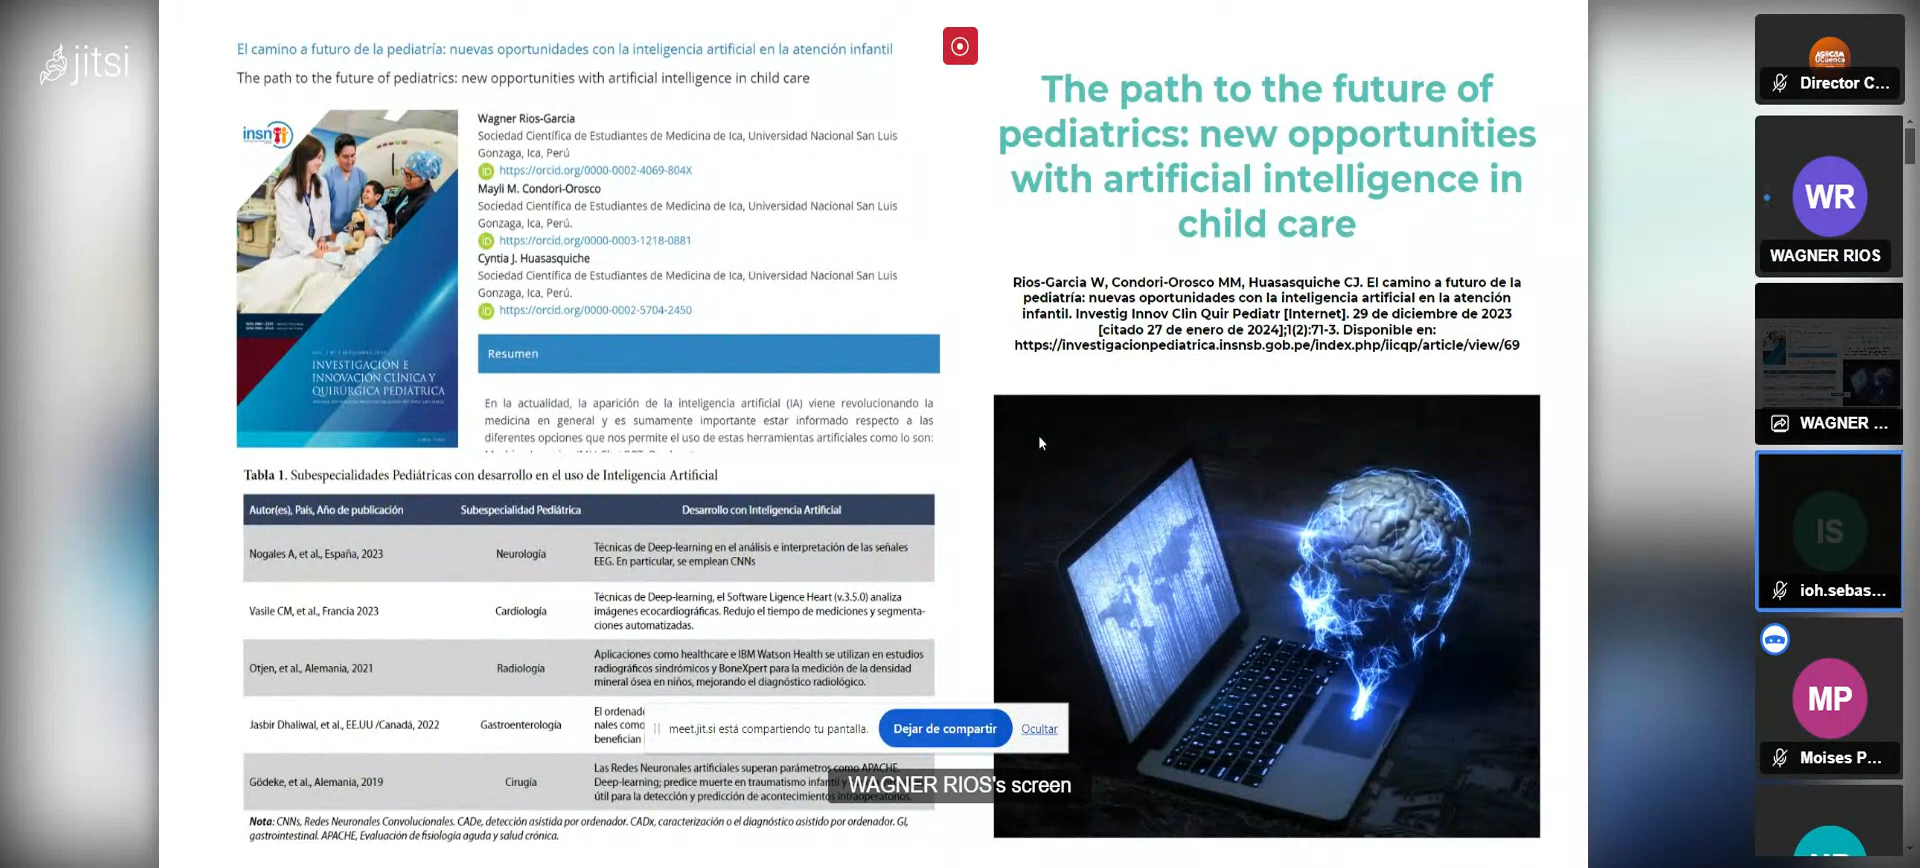 jitsi
El camino a futuro de la pediatría: nuevas oportunidades con la inteligencia artificial en la atención infantil
The path to the future of pediatrics: new opportunities with artificial intelligence in child care
insn
INVESTIGACIÓN E
INNOVACIÓN CLÍNICA Y
QUIRÚRGICA PEDIÁTRICA
Wagner Rios-Garcia
Sociedad Científica de Estudiantes de Medicina de Ica, Universidad Nacional San Luis
Gonzaga, Ica, Perú
iD https://orcid.org/0000-0002-4069-804X
Mayli M. Condori-Orosco
Sociedad Científica de Estudiantes de Medicina de Ica, Universidad Nacional San Luis
Gonzaga, Ica, Perú.
iD https://orcid.org/0000-0003-1218-0881
Cyntia J. Huasasquiche
Sociedad Científica de Estudiantes de Medicina de Ica, Universidad Nacional San Luis
Gonzaga, Ica, Perú.
iD https://orcid.org/0000-0002-5704-2450
Resumen
En la actualidad, la aparición de la inteligencia artificial (IA) viene revolucionando la
medicina en general y es sumamente importante estar informado respecto a las
diferentes opciones que nos permite el uso de estas herramientas artificiales como lo son:
Tabla 1. Subespecialidades Pediátricas con desarrollo en el uso de Inteligencia Artificial
Autor(es), País, Año de publicación Subespecialidad Pediátrica Desarrollo con Inteligencia Artificial
Nogales A, et al., España, 2023 Neurología Técnicas de Deep-learning en el análisis e interpretación de las señales
EEG. En particular, se emplean CNNs
Vasile CM, et al., Francia 2023 Cardiología Técnicas de Deep-learning, el Software Ligence Heart (v.3.5.0) analiza
imágenes ecocardiográficas. Redujo el tiempo de mediciones y segmenta-
ciones automatizadas.
Otjen, et al., Alemania, 2021 Radiología Aplicaciones como healthcare e IBM Watson Health se utilizan en estudios
radiográficos sindrómicos y BoneXpert para la medición de la densidad
mineral ósea en niños, mejorando el diagnóstico radiológico.
Jasbir Dhaliwal, et al., EE.UU /Canadá, 2022 Gastroenterología El
nales como
benefician
Gödeke, et al., Alemania, 2019 Cirugía Las Redes Neuronales artificiales superan parámetros como APACHE.
Deep-learning; predice muerte en traumatismo
útil para la detección y predicción de acontecimientos intraoperatorios.
Nota: CNNs, Redes Neuronales Convolucionales. CADe, detección asistida por ordenador. CADx, caracterización o el diagnóstico asistido por ordenador. GI,
gastrointestinal. APACHE, Evaluación de fisiología aguda y salud crónica.
The path to the future of
pediatrics: new opportunities
with artificial intelligence in
child care
Rios-Garcia W, Condori-Orosco MM, Huasasquiche CJ. El camino a futuro de la
pediatría: nuevas oportunidades con la inteligencia artificial en la atención
infantil. Investig Innov Clin Quir Pediatr [Internet]. 29 de diciembre de 2023
[citado 27 de enero de 2024];1(2):71-3. Disponible en:
https://investigacionpediatrica.insnsb.gob.pe/index.php/iicqp/article/view/69
meet.jit.si está compartiendo tu pantalla. Dejar de compartir Ocultar
WAGNER RIOS's screen
Director C...
WR
WAGNER RIOS
WAGNER ...
IS
ioh.sebas...
MP
Moises P...